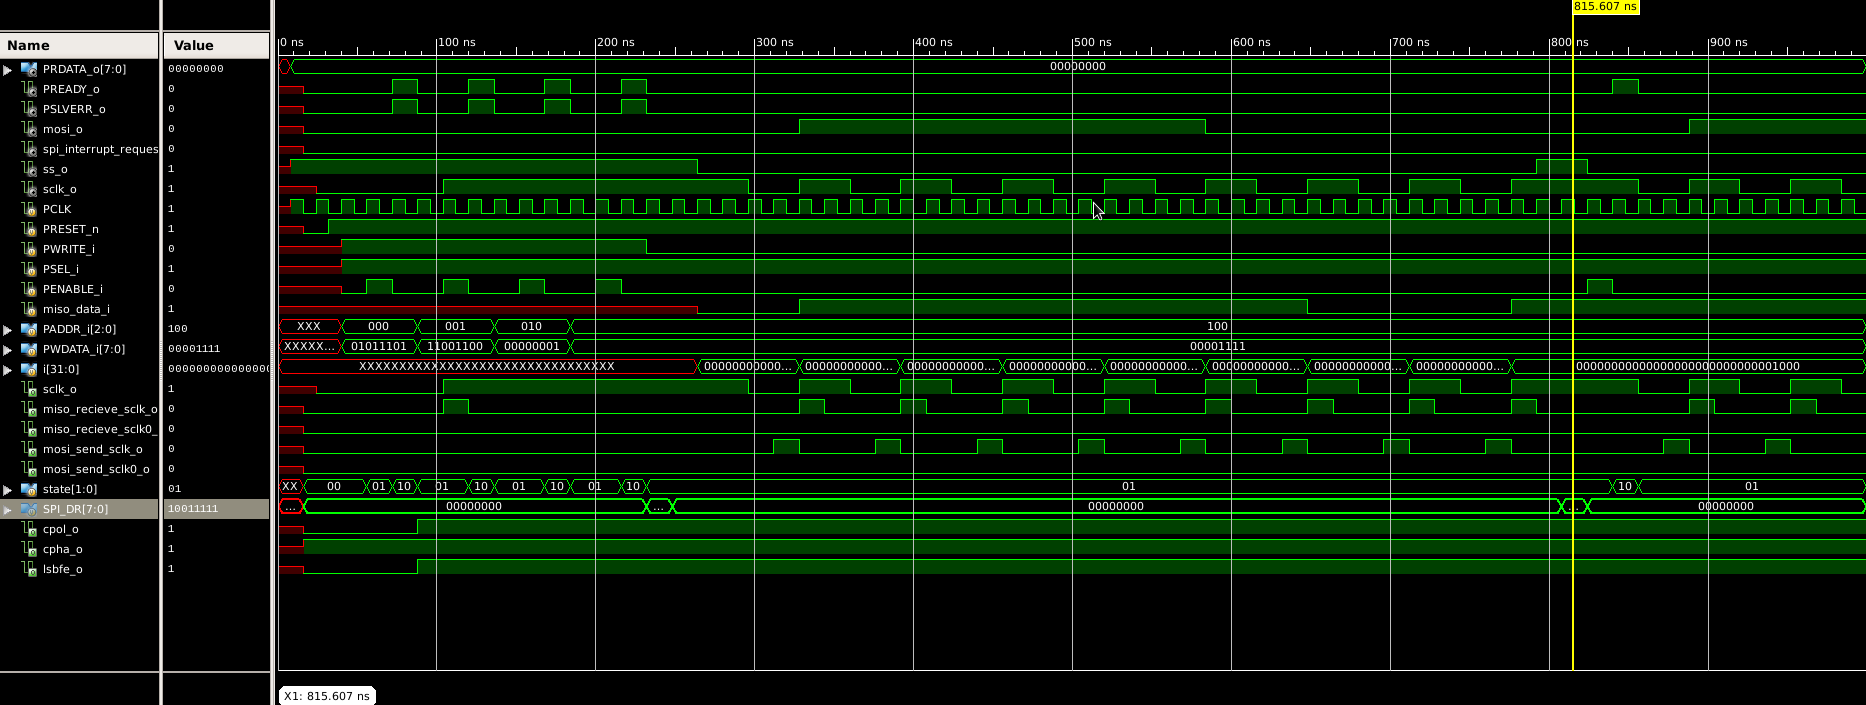 815.607 ns
Name Value 0 ns 100 ns 200 ns 300 ns 400 ns 500 ns 600 ns 700 ns 800 ns 900 ns
PRDATA_o[7:0] 00000000 00000000
PREADY_o 0
PSLVERR_o 0
mosi_o 0
spi_interrupt_reques 0
ss_o 1
sclk_o 1
PCLK 1
PRESET_n 1
PWRITE_i 0
PSEL_i 1
PENABLE_i 0
miso_data_i 1
PADDR_i[2:0] 100 XXX 000 001 010 100
PWDATA_i[7:0] 00001111 XXXXX... 01011101 11001100 00000001 00001111
i[31:0] 0000000000000000 XXXXXXXXXXXXXXXXXXXXXXXXXXXXXXXX 00000000000... 00000000000... 00000000000... 00000000000... 00000000000... 00000000000... 00000000000... 00000000000... 00000000000000000000000000001000
sclk_o 1
miso_recieve_sclk_o 0
miso_recieve_sclk0_ 0
mosi_send_sclk_o 0
mosi_send_sclk0_o 0
state[1:0] 01 XX 00 01 10 01 10 01 10 01 10 01 10 01
SPI_DR[7:0] 10011111 ... 00000000 ... 00000000 ... 00000000
cpol_o 1
cpha_o 1
lsbfe_o 1
X1: 815.607 ns